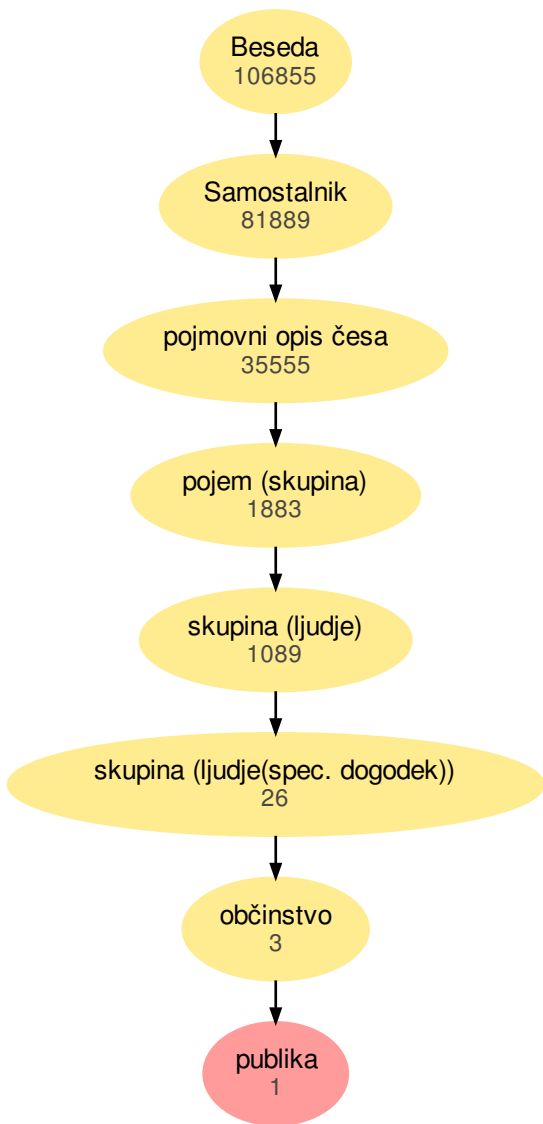 Beseda
106855
Samostalnik
81889
pojmovni opis česa
35555
pojem (skupina)
1883
skupina (ljudje)
1089
skupina (ljudje(spec. dogodek))
26
občinstvo
3
publika
1